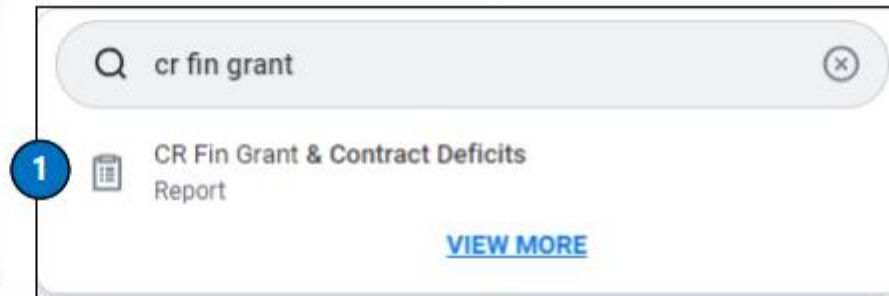 cr fin grant
1
CR Fin Grant & Contract Deficits
Report
VIEW MORE